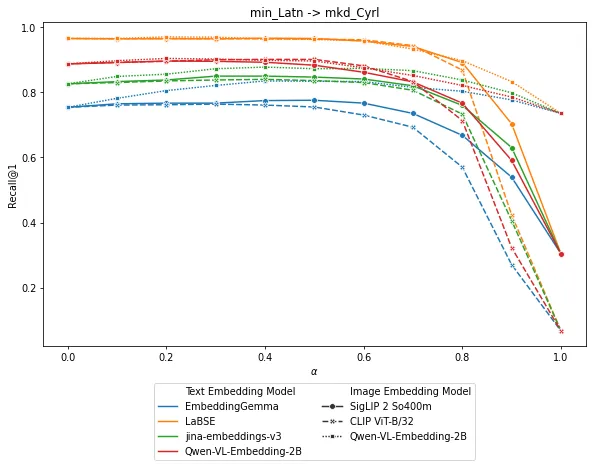 min_Latn -> mkd_Cyrl
1.0
0.8
0.6
0.4
0.2
Recall@1
0.0 0.2 0.4 0.6 0.8 1.0
α
Text Embedding Model Image Embedding Model
EmbeddingGemma SigLIP 2 So400m
LaBSE CLIP ViT-B/32
jina-embeddings-v3 Qwen-VL-Embedding-2B
Qwen-VL-Embedding-2B